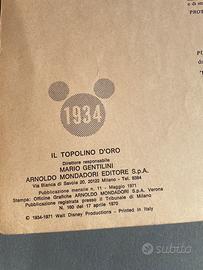 PROT
1934
IL TOPOLINO D'ORO
Direttore responsabile
MARIO GENTILINI
ARNOLDO MONDADORI EDITORE S.p.A.
Via Bianca di Savoia 20, 20122 Milano - Tel. 8384
Pubblicazione mensile n. 11 - Maggio 1971
Stampa: Officine Grafiche ARNOLDO MONDADORI S.p.A. Verona
Pubblicazione registrata presso il Tribunale di Milano
N. 160 del 17 aprile 1970
© 1934-1971 Walt Disney Productions - Printed in Italy
subito